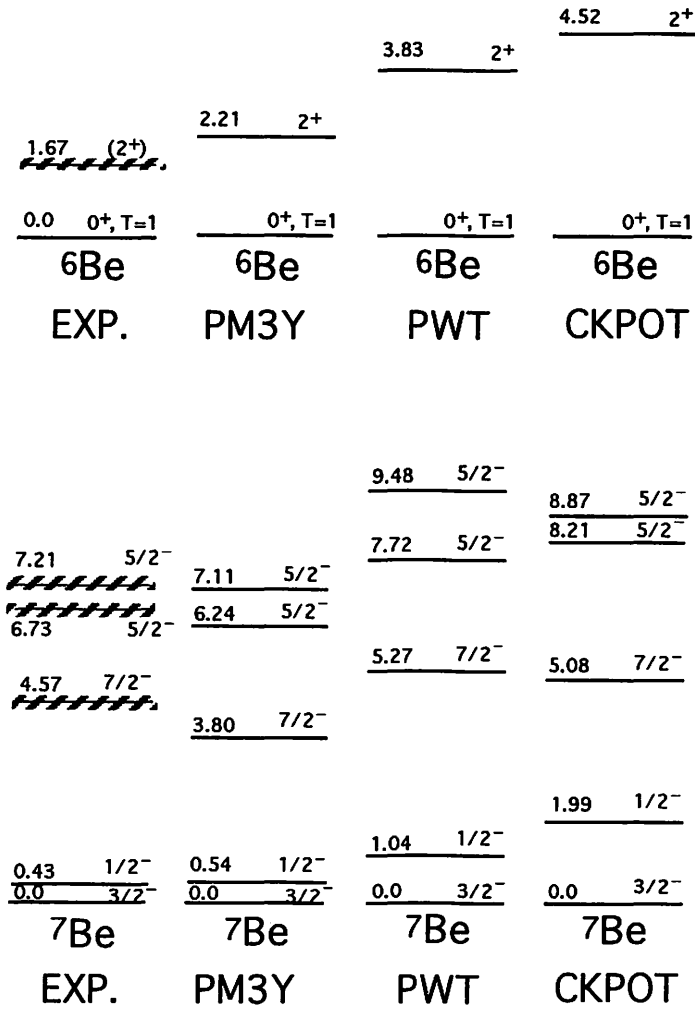 4.52 2⁺
3.83 2⁺
2.21 2⁺
1.67 (2⁺)
0.0 0⁺, T=1 0⁺, T=1 0⁺, T=1 0⁺, T=1
⁶Be ⁶Be ⁶Be ⁶Be
EXP. PM3Y PWT CKPOT
9.48 5/2⁻
8.87 5/2⁻
8.21 5/2⁻
7.72 5/2⁻
7.21 5/2⁻
7.11 5/2⁻
6.24 5/2⁻
6.73 5/2⁻
5.27 7/2⁻
5.08 7/2⁻
4.57 7/2⁻
3.80 7/2⁻
1.99 1/2⁻
1.04 1/2⁻
0.43 1/2⁻ 0.54 1/2⁻
0.0 3/2⁻ 0.0 3/2⁻ 0.0 3/2⁻ 0.0 3/2⁻
⁷Be ⁷Be ⁷Be ⁷Be
EXP. PM3Y PWT CKPOT